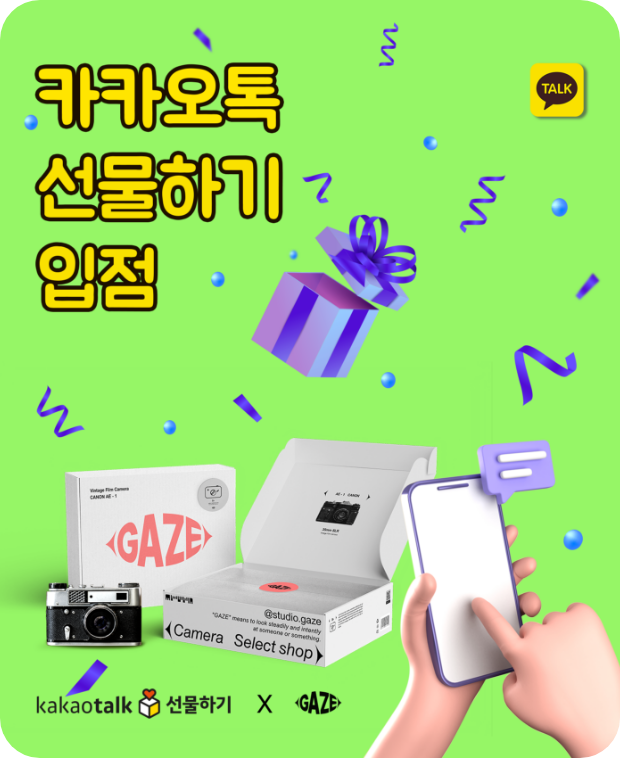 카카오톡
선물하기
입점
TALK
Vintage Film Camera
CANON AE - 1
GAZE
AE - 1 CANON
@studio.gaze
"GAZE" means to look steadily and intently
at someone or something.
Camera Select shop
kakaotalk 선물하기 X GAZE